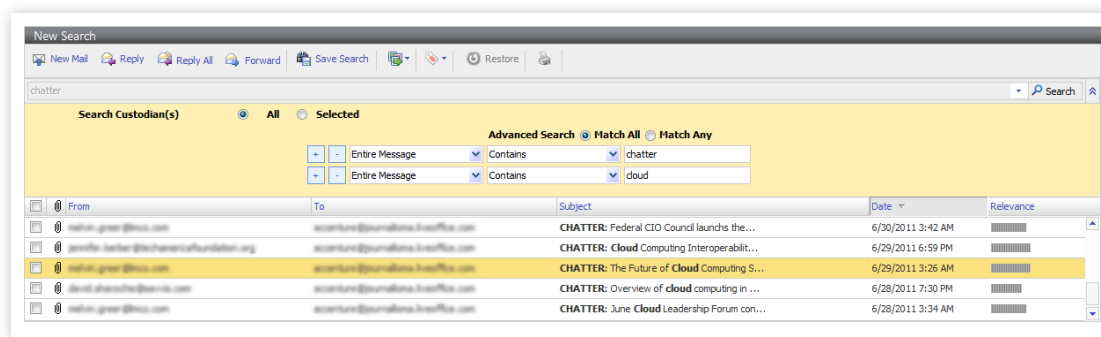 New Search
New Mail Reply Reply All Forward Save Search Restore
chatter Search
Search Custodian(s) All Selected
Advanced Search Match All Match Any
+ - Entire Message Contains chatter
+ - Entire Message Contains cloud
From To Subject Date Relevance
CHATTER: Federal CIO Council launchs the... 6/30/2011 3:42 AM
CHATTER: Cloud Computing Interoperabilit... 6/29/2011 6:59 PM
CHATTER: The Future of Cloud Computing S... 6/29/2011 3:26 AM
CHATTER: Overview of cloud computing in ... 6/28/2011 7:30 PM
CHATTER: June Cloud Leadership Forum con... 6/28/2011 3:34 AM